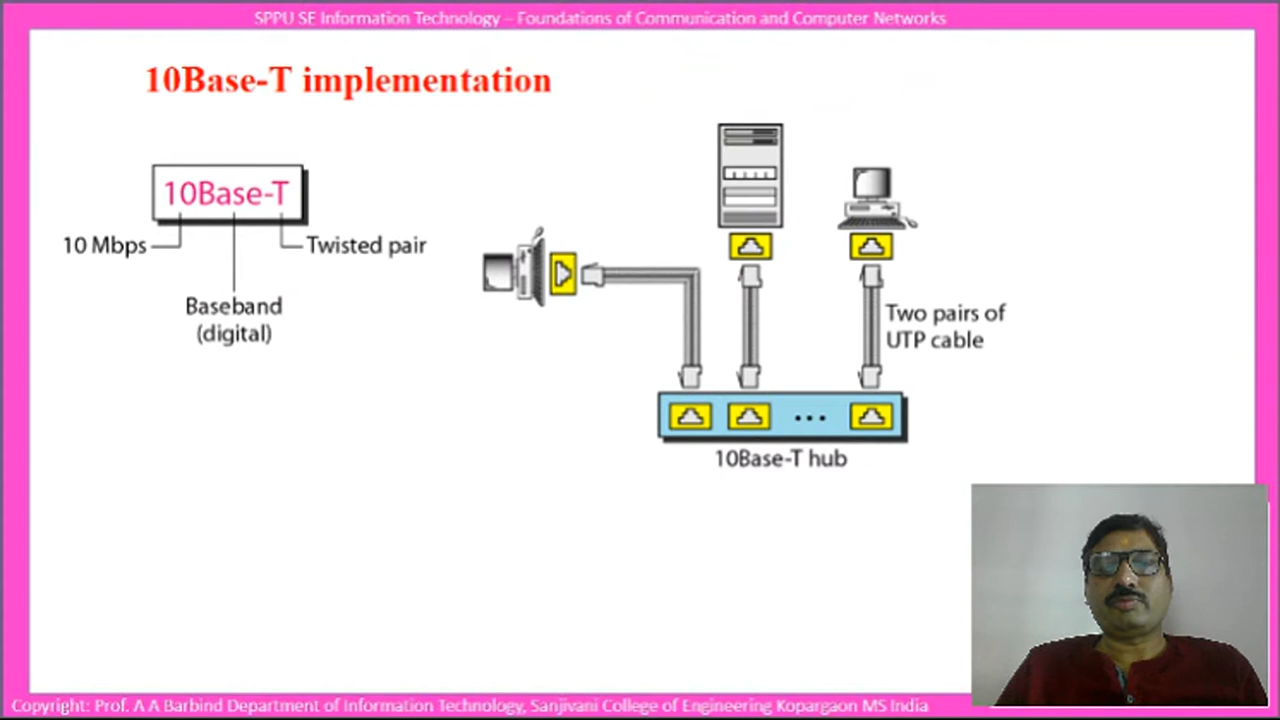 SPPU SE Information Technology – Foundations of Communication and Computer Networks
10Base-T implementation
10Base-T
10 Mbps
Twisted pair
Baseband
(digital)
Two pairs of
UTP cable
10Base-T hub
Copyright: Prof. A A Barbind Department of Information Technology, Sanjivani College of Engineering Kopargaon MS India